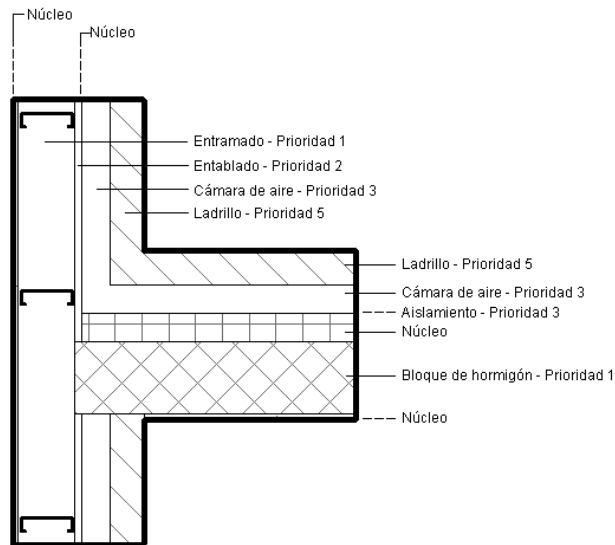 Núcleo
Núcleo
Entramado - Prioridad 1
Entablado - Prioridad 2
Cámara de aire - Prioridad 3
Ladrillo - Prioridad 5
Ladrillo - Prioridad 5
Cámara de aire - Prioridad 3
Aislamiento - Prioridad 3
Núcleo
Bloque de hormigón - Prioridad 1
Núcleo